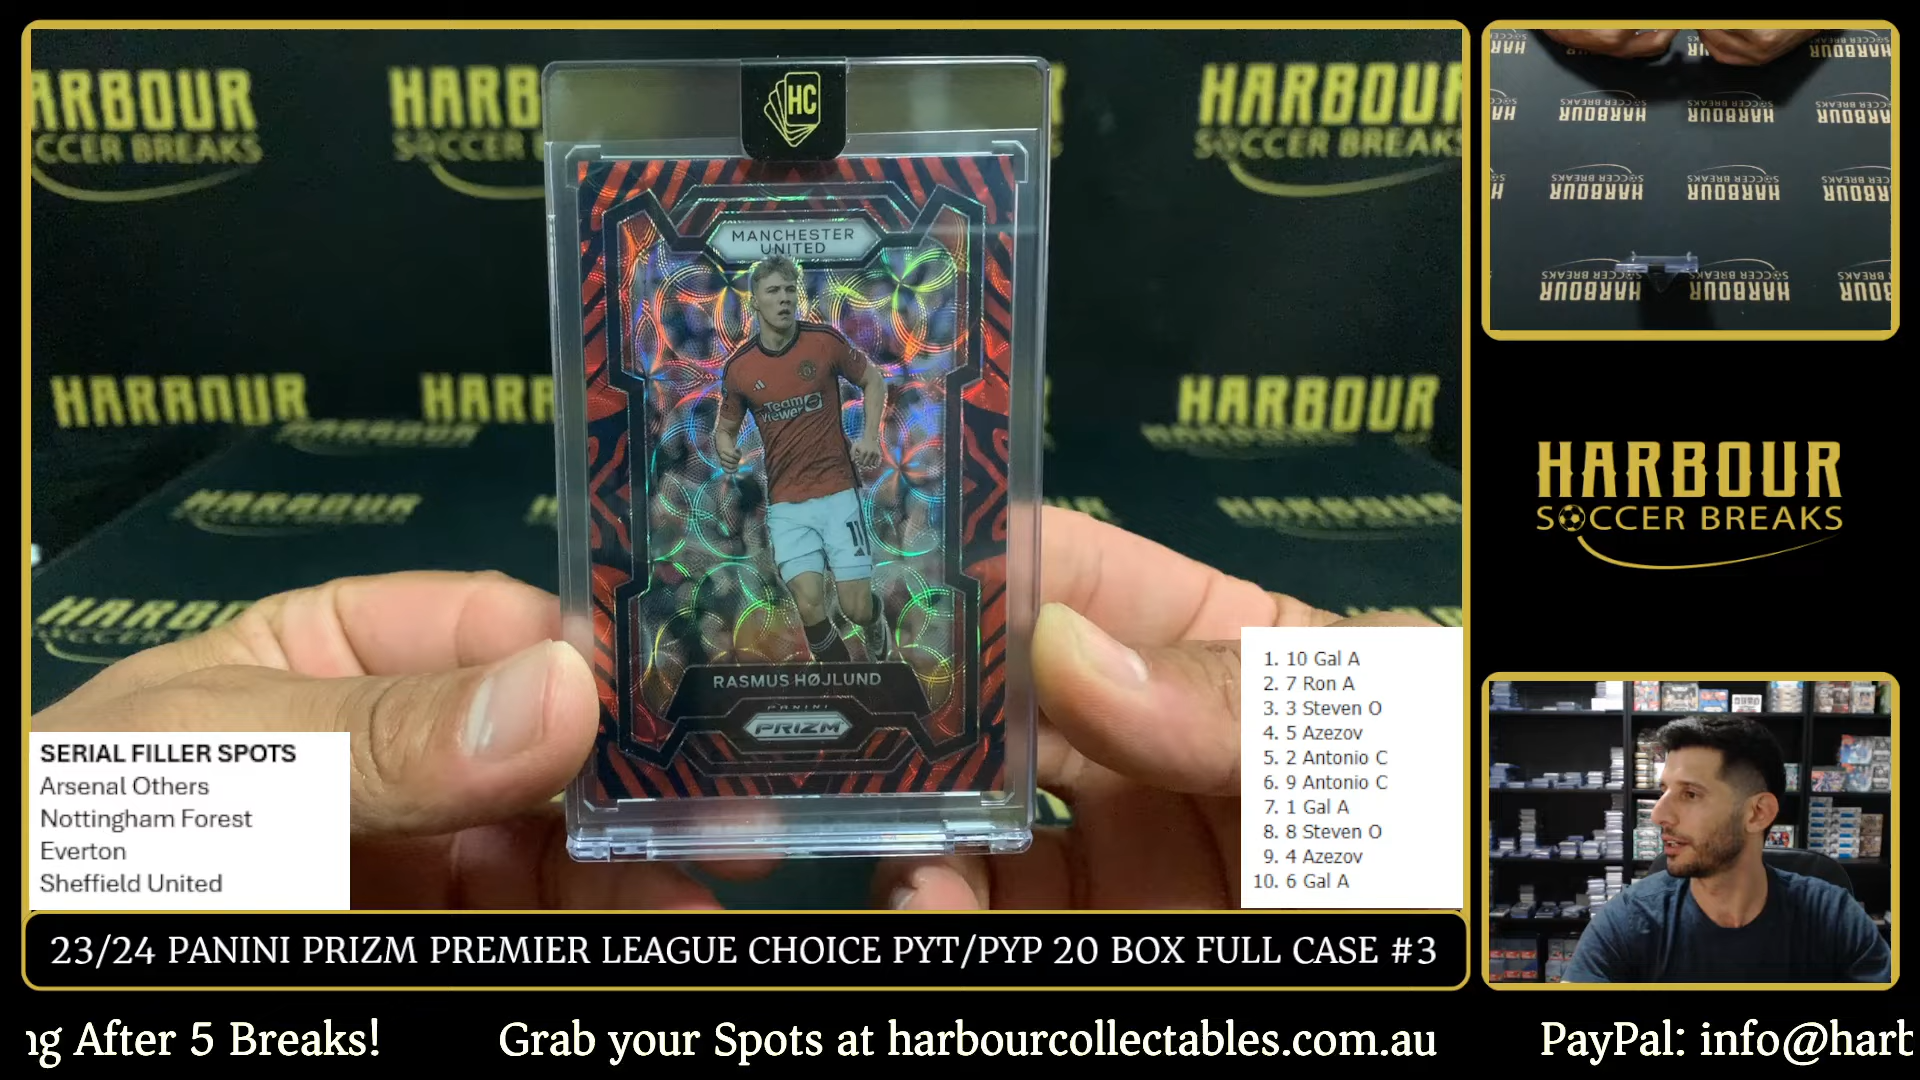 HARBOUR
SOCCER BREAKS
HC
MANCHESTER
UNITED
Team
Viewer
11
RASMUS HØJLUND
PANINI
PRIZM
SERIAL FILLER SPOTS
Arsenal Others
Nottingham Forest
Everton
Sheffield United
1. 10 Gal A
2. 7 Ron A
3. 3 Steven O
4. 5 Azezov
5. 2 Antonio C
6. 9 Antonio C
7. 1 Gal A
8. 8 Steven O
9. 4 Azezov
10. 6 Gal A
HARBOUR
SOCCER BREAKS
23/24 PANINI PRIZM PREMIER LEAGUE CHOICE PYT/PYP 20 BOX FULL CASE #3
ng After 5 Breaks! Grab your Spots at harbourcollectables.com.au PayPal: info@harb